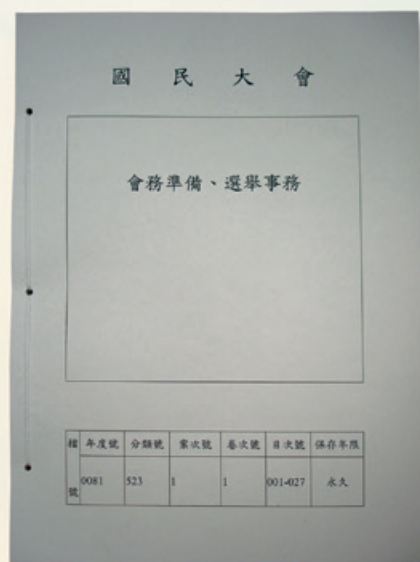 國民大會
會務準備、選舉事務
檔號 年度號 分類號 案次號 卷次號 目次號 保存年限
0081 523 1 1 001-027 永久